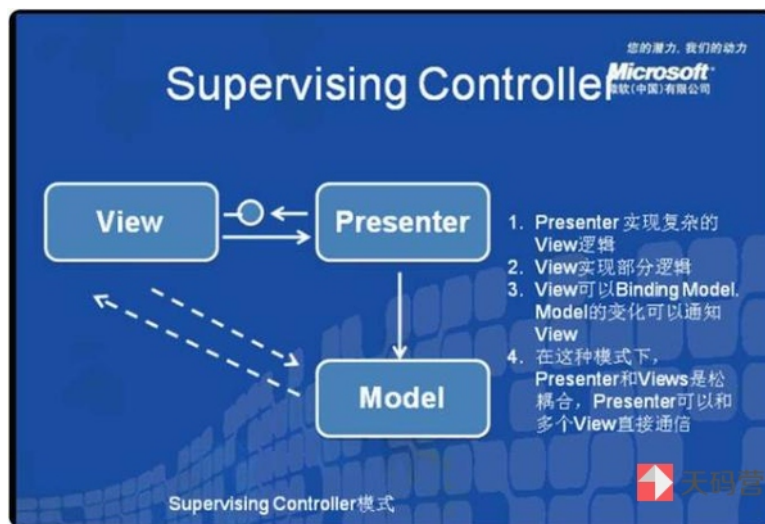 您的潜力, 我们的动力
Microsoft
微软(中国)有限公司
Supervising Controller
View
Presenter
Model
1. Presenter 实现复杂的
View逻辑
2. View实现部分逻辑
3. View可以Binding Model.
Model的变化可以通知
View
4. 在这种模式下，
Presenter和Views是松
耦合，Presenter可以和
多个View直接通信
天码营
Supervising Controller模式